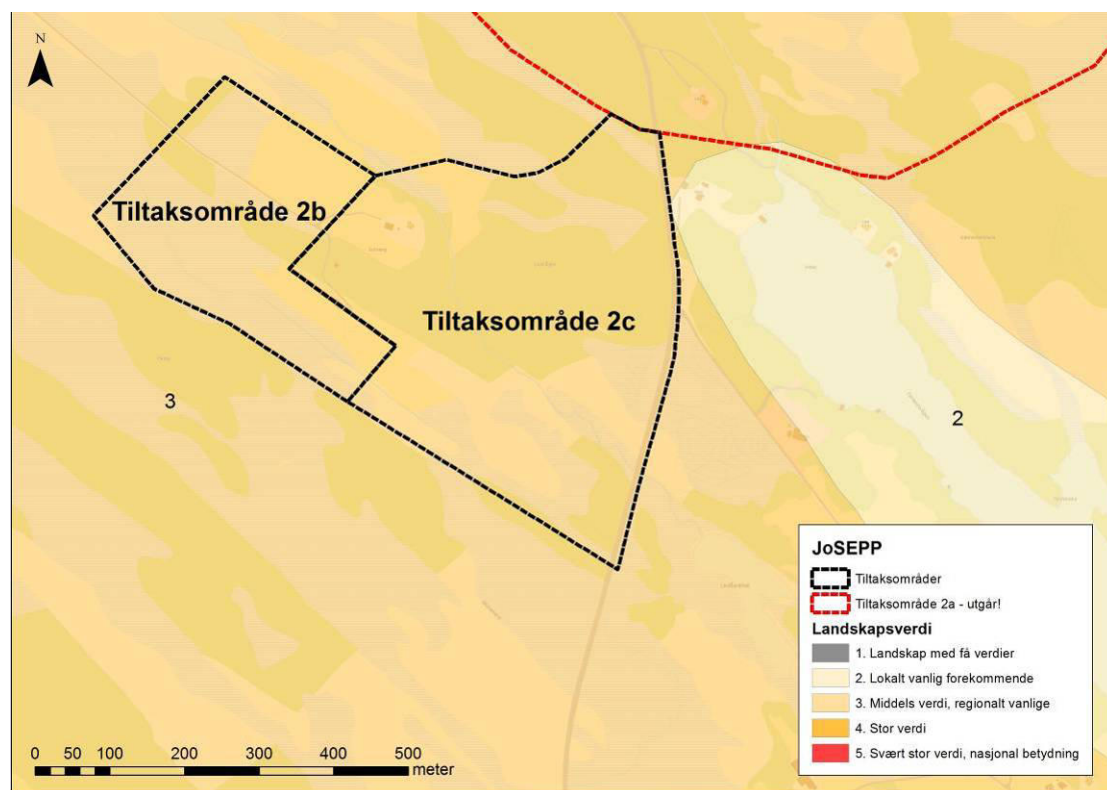 N
Tiltaksområde 2b
Tiltaksområde 2c
3
2
JoSEPP
Tiltaksområder
Tiltaksområde 2a - utgår!
Landskapsverdi
1. Landskap med få verdier
2. Lokalt vanlig forekommende
3. Middels verdi, regionalt vanlige
4. Stor verdi
5. Svært stor verdi, nasjonal betydning
0 50 100 200 300 400 500
meter